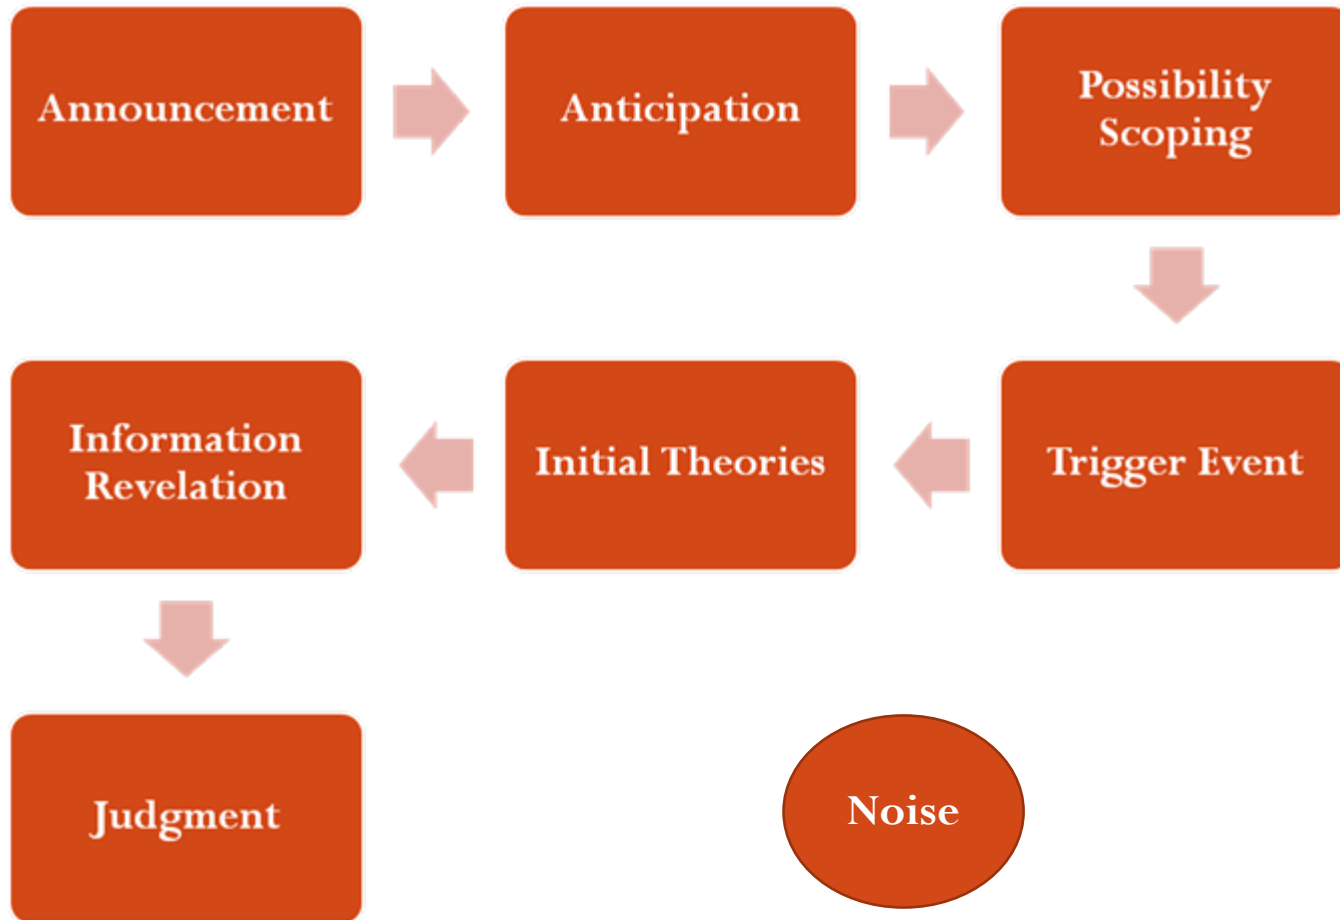 Announcement
Anticipation
Possibility
Scoping
Trigger Event
Initial Theories
Information
Revelation
Judgment
Noise